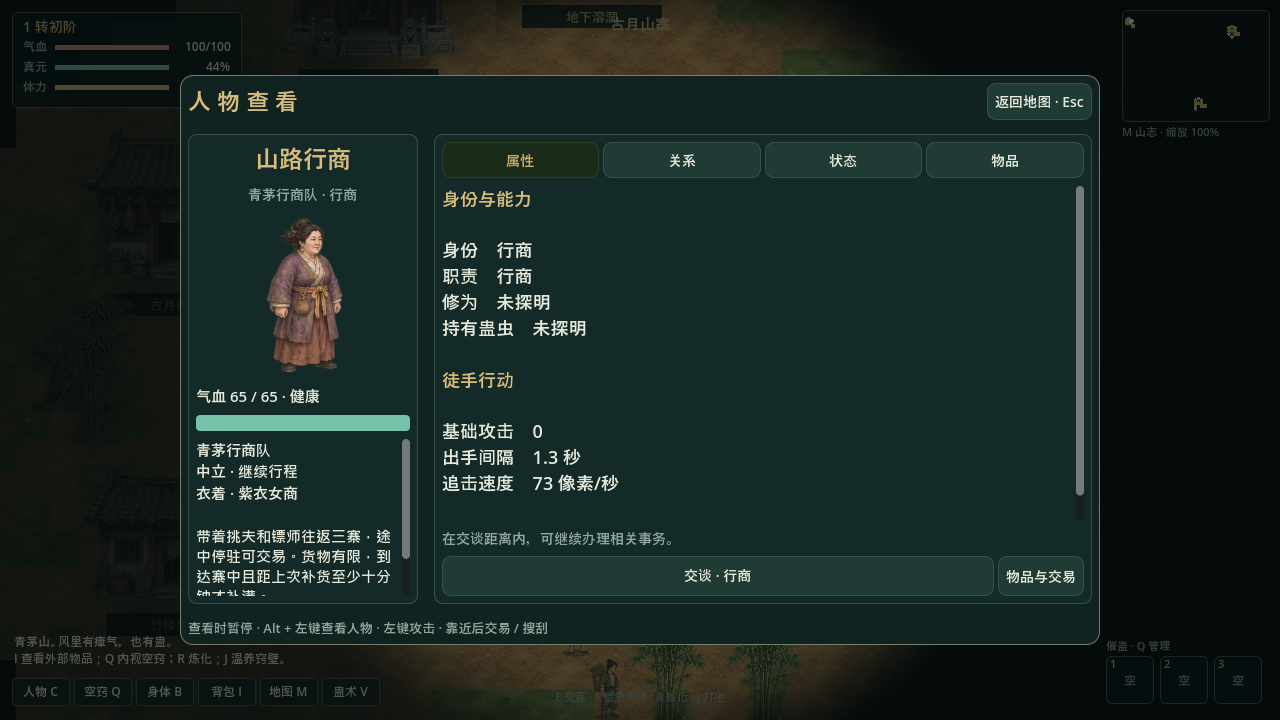 1 转初阶
气血 100/100
真元 44%
体力
地下溶洞
古月山寨
M 山志 · 缩放 100%
人物查看
返回地图 · Esc
山路行商
青茅行商队 · 行商
气血 65 / 65 · 健康
青茅行商队
中立 · 继续行程
衣着 · 紫衣女商
带着挑夫和镖师往返三寨，途
中停驻可交易。货物有限，到
达寨中且距上次补货至少十分
钟才补满。
属性 关系 状态 物品
身份与能力
身份 行商
职责 行商
修为 未探明
持有蛊虫 未探明
徒手行动
基础攻击 0
出手间隔 1.3 秒
追击速度 73 像素/秒
在交谈距离内，可继续办理相关事务。
交谈 · 行商
物品与交易
查看时暂停 · Alt + 左键查看人物 · 左键攻击 · 靠近后交易 / 搜刮
青茅山。风里有瘴气，也有蛊。
I 查看外部物品；Q 内视空窍；R 炼化；J 温养窍壁。
人物 C 空窍 Q 身体 B 背包 I 地图 M 蛊术 V
催蛊 · Q 管理
1 空 2 空 3 空